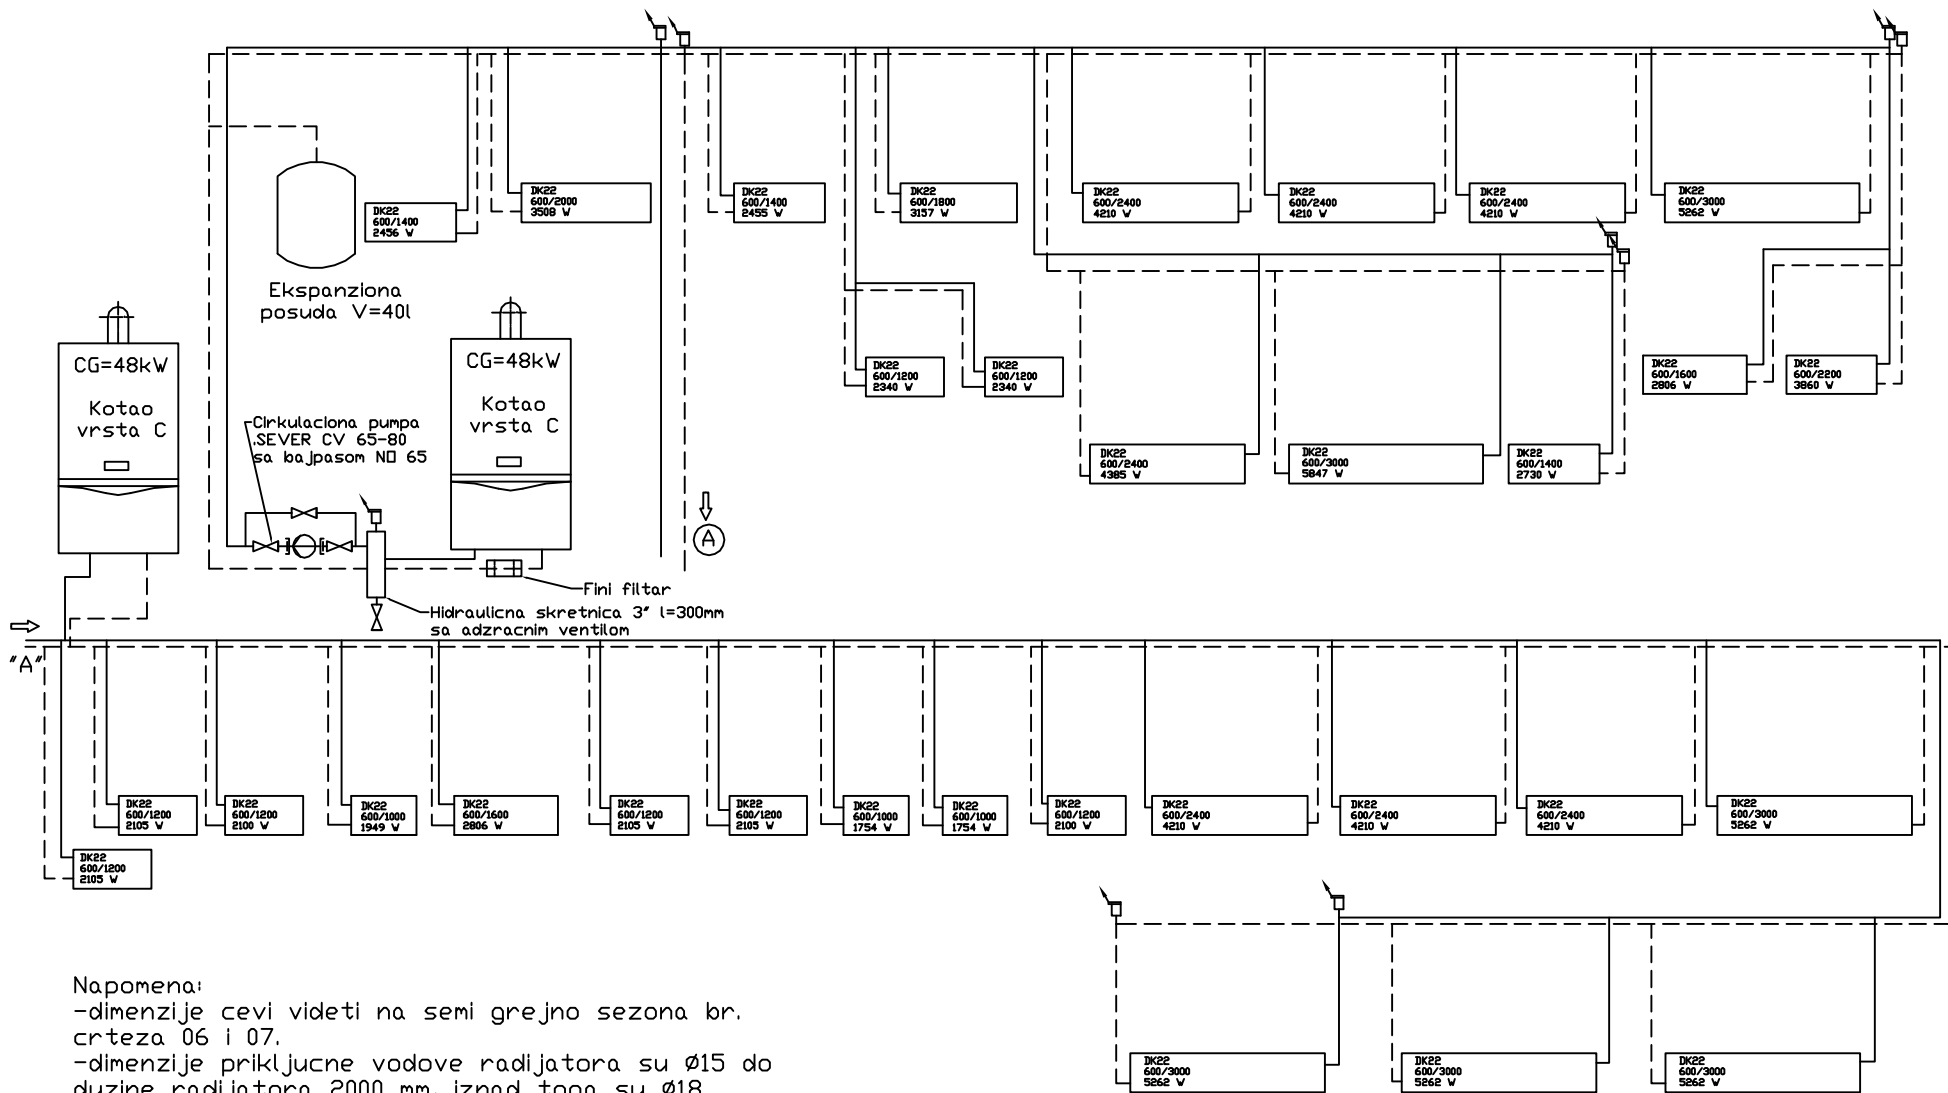 DK22
600/1400
2456 W
DK22
600/2000
3508 W
DK22
600/1400
2455 W
DK22
600/1800
3157 W
DK22
600/2400
4210 W
DK22
600/2400
4210 W
DK22
600/2400
4210 W
DK22
600/3000
5262 W
Ekspanziona
posuda V=40l
CG=48kW
Kotao
vrsta C
CG=48kW
Kotao
vrsta C
Cirkulaciona pumpa
.SEVER CV 65-80
sa bajpasom NO 65
DK22
600/1200
2340 W
DK22
600/1200
2340 W
DK22
600/1600
2806 W
DK22
600/2200
3860 W
DK22
600/2400
4385 W
DK22
600/3000
5847 W
DK22
600/1400
2730 W
A
Fini filtar
Hidraulicna skretnica 3" l=300mm
sa adzracnim ventilom
"A"
DK22
600/1200
2105 W
DK22
600/1200
2100 W
DK22
600/1000
1949 W
DK22
600/1600
2806 W
DK22
600/1200
2105 W
DK22
600/1200
2105 W
DK22
600/1000
1754 W
DK22
600/1000
1754 W
DK22
600/1200
2100 W
DK22
600/2400
4210 W
DK22
600/2400
4210 W
DK22
600/2400
4210 W
DK22
600/3000
5262 W
DK22
600/1200
2105 W
Napomena:
-dimenzije cevi videti na semi grejno sezona br.
crteza 06 i 07.
-dimenzije prikljucne vodove radijatora su Ø15 do
duzine radijatora 2000 mm, iznad toga su Ø18
DK22
600/3000
5262 W
DK22
600/3000
5262 W
DK22
600/3000
5262 W